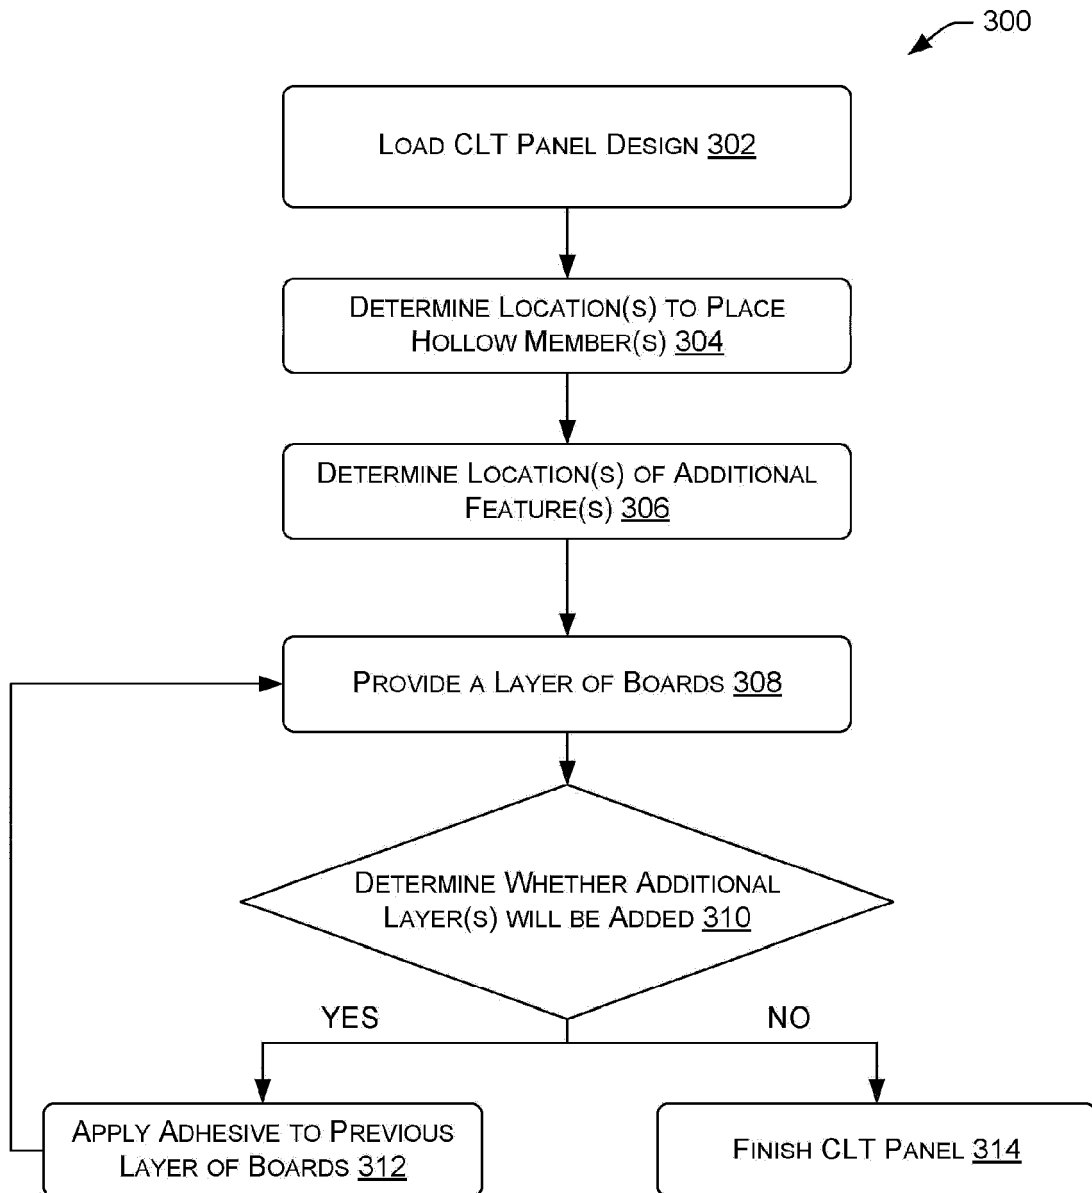 300
LOAD CLT PANEL DESIGN 302
DETERMINE LOCATION(S) TO PLACE
HOLLOW MEMBER(S) 304
DETERMINE LOCATION(S) OF ADDITIONAL
FEATURE(S) 306
PROVIDE A LAYER OF BOARDS 308
DETERMINE WHETHER ADDITIONAL
LAYER(S) WILL BE ADDED 310
YES
NO
APPLY ADHESIVE TO PREVIOUS
LAYER OF BOARDS 312
FINISH CLT PANEL 314